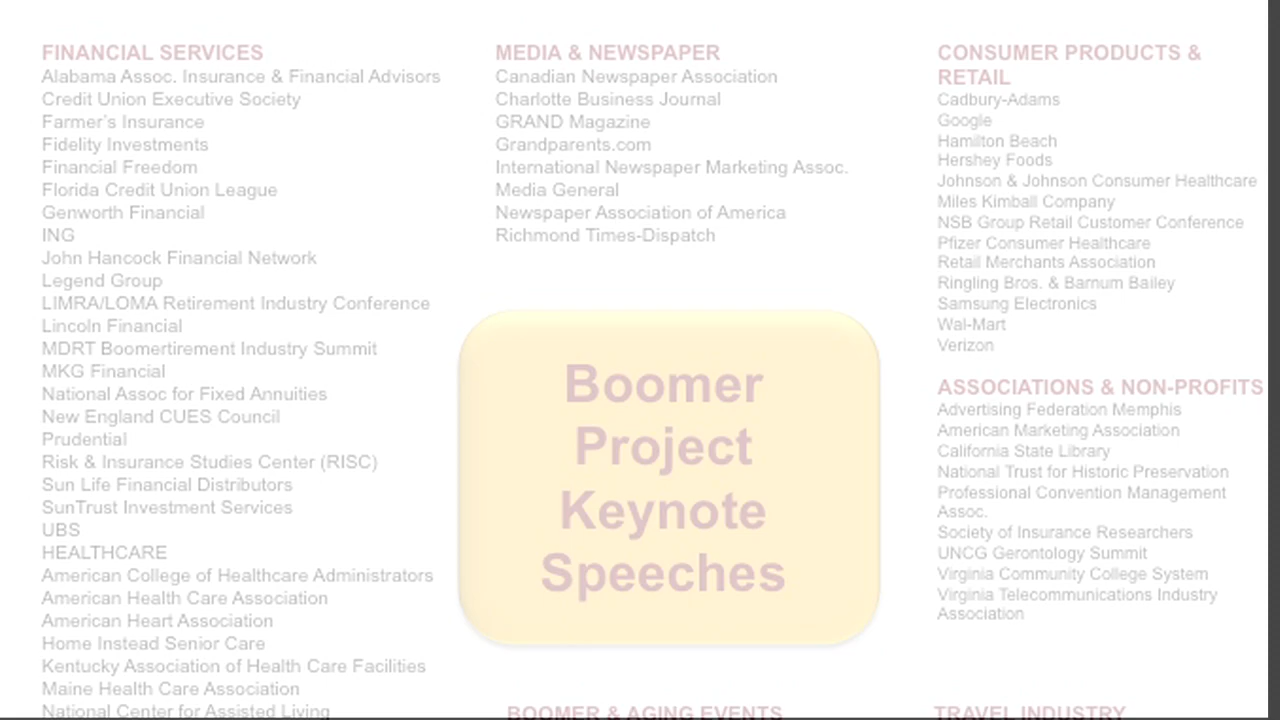 FINANCIAL SERVICES
Alabama Assoc. Insurance & Financial Advisors
Credit Union Executive Society
Farmer's Insurance
Fidelity Investments
Financial Freedom
Florida Credit Union League
Genworth Financial
ING
John Hancock Financial Network
Legend Group
LIMRA/LOMA Retirement Industry Conference
Lincoln Financial
MDRT Boomertirement Industry Summit
MKG Financial
National Assoc for Fixed Annuities
New England CUES Council
Prudential
Risk & Insurance Studies Center (RISC)
Sun Life Financial Distributors
SunTrust Investment Services
UBS
HEALTHCARE
American College of Healthcare Administrators
American Health Care Association
American Heart Association
Home Instead Senior Care
Kentucky Association of Health Care Facilities
Maine Health Care Association
National Center for Assisted Living
MEDIA & NEWSPAPER
Canadian Newspaper Association
Charlotte Business Journal
GRAND Magazine
Grandparents.com
International Newspaper Marketing Assoc.
Media General
Newspaper Association of America
Richmond Times-Dispatch
Boomer
Project
Keynote
Speeches
BOOMER & AGING EVENTS
CONSUMER PRODUCTS &
RETAIL
Cadbury-Adams
Google
Hamilton Beach
Hershey Foods
Johnson & Johnson Consumer Healthcare
Miles Kimball Company
NSB Group Retail Customer Conference
Pfizer Consumer Healthcare
Retail Merchants Association
Ringling Bros. & Barnum Bailey
Samsung Electronics
Wal-Mart
Verizon
ASSOCIATIONS & NON-PROFITS
Advertising Federation Memphis
American Marketing Association
California State Library
National Trust for Historic Preservation
Professional Convention Management
Assoc.
Society of Insurance Researchers
UNCG Gerontology Summit
Virginia Community College System
Virginia Telecommunications Industry
Association
TRAVEL INDUSTRY